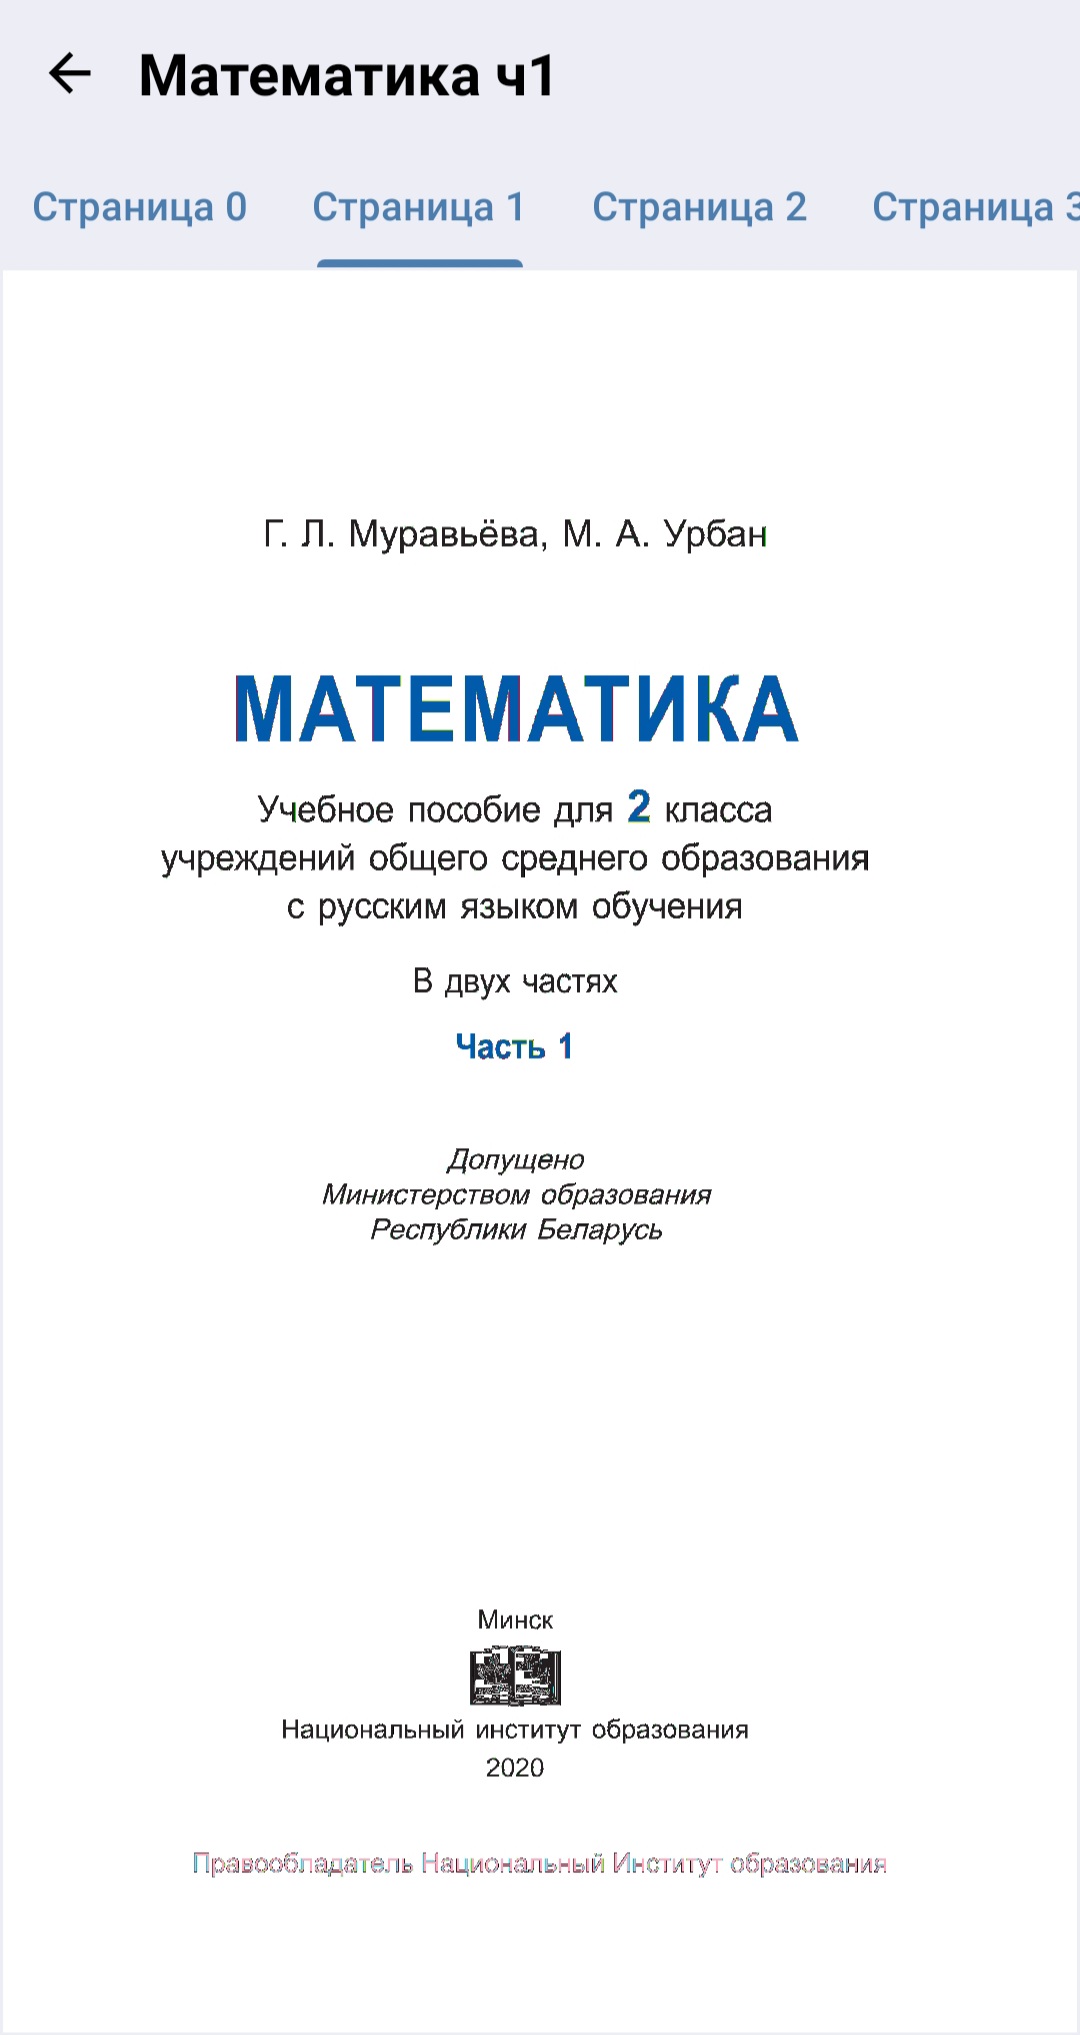 Математика ч1
Страница 0 Страница 1 Страница 2 Страница 3
Г. Л. Муравьёва, М. А. Урбан
МАТЕМАТИКА
Учебное пособие для 2 класса
учреждений общего среднего образования
с русским языком обучения
В двух частях
Часть 1
Допущено
Министерством образования
Республики Беларусь
Минск
Национальный институт образования
2020
Правообладатель Национальный Институт образования